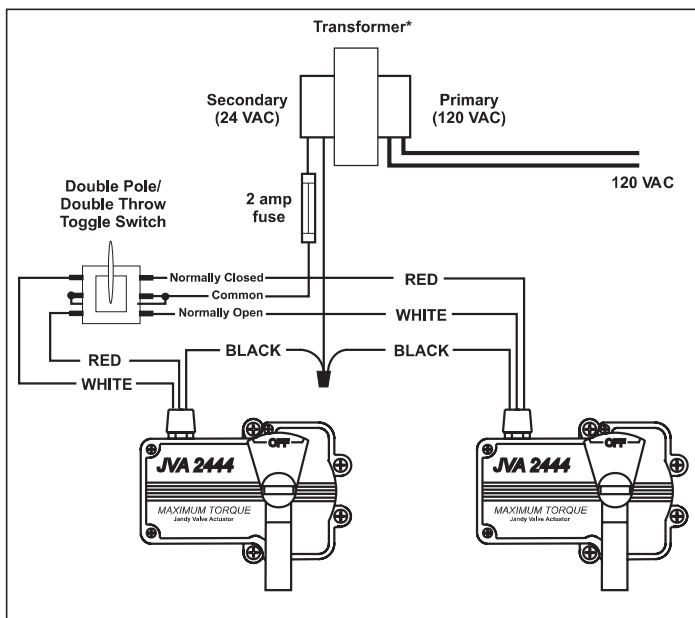 Transformer*
Secondary
(24 VAC)
Primary
(120 VAC)
120 VAC
Double Pole/
Double Throw
Toggle Switch
2 amp
fuse
Normally Closed
RED
Common
Normally Open
WHITE
RED
BLACK
BLACK
WHITE
OFF
JVA 2444
MAXIMUM TORQUE
Jandy Valve Actuator
OFF
JVA 2444
MAXIMUM TORQUE
Jandy Valve Actuator